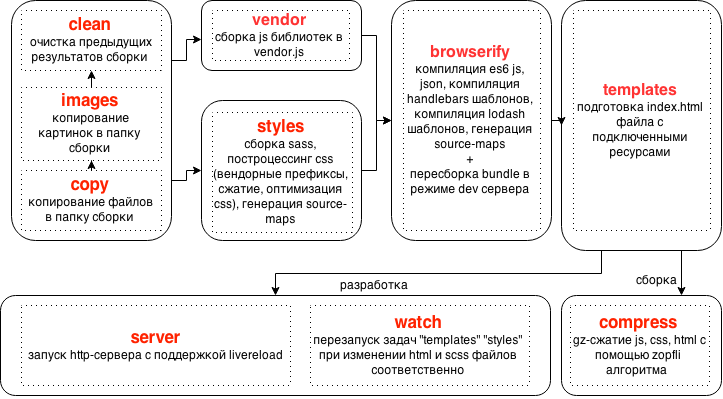 clean
очистка предыдущих
результатов сборки
images
копирование
картинок в папку
сборки
copy
копирование файлов
в папку сборки
vendor
сборка js библиотек в
vendor.js
styles
сборка sass,
построцессинг css
(вендорные префиксы,
сжатие, оптимизация
css), генерация source-
maps
browserify
компиляция es6 js,
json, компиляция
handlebars шаблонов,
компиляция lodash
шаблонов, генерация
source-maps
+
пересборка bundle в
режиме dev сервера
templates
подготовка index.html
файла с
подключенными
ресурсами
разработка
сборка
server
запуск http-сервера с поддержкой livereload
watch
перезапуск задач "templates" "styles"
при изменении html и scss файлов
соответственно
compress
gz-сжатие js, css, html с
помощью zopfli
алгоритма